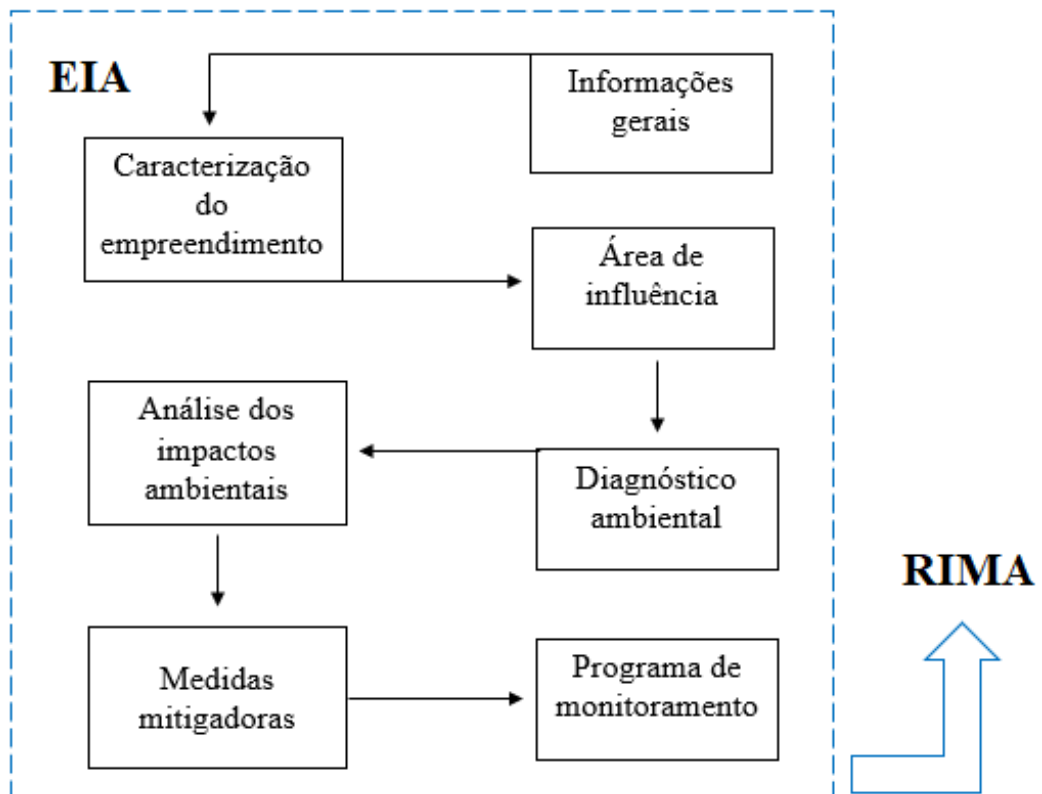 EIA
Informações
gerais
Caracterização
do
empreendimento
Área de
influência
Análise dos
impactos
ambientais
Diagnóstico
ambiental
RIMA
Medidas
mitigadoras
Programa de
monitoramento